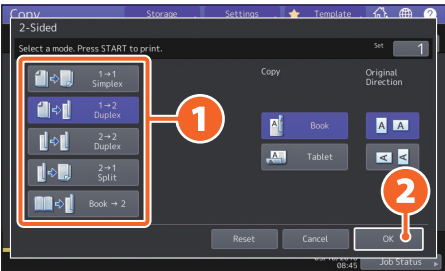 Copy Storage Settings Template ?
2-Sided
Select a mode. Press START to print. Set 1
1→1
Simplex
1→2
Duplex
2→2
Duplex
2→1
Split
Book → 2
1
Copy
Original
Direction
A Book A A
A Tablet A A
2
Reset Cancel OK
08:45 Job Status